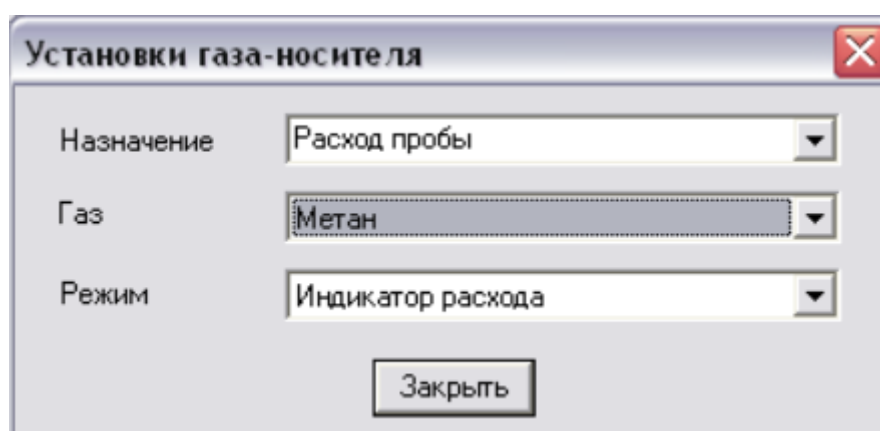 Установки газа-носителя
Назначение Расход пробы
Газ Метан
Режим Индикатор расхода
Закрыть